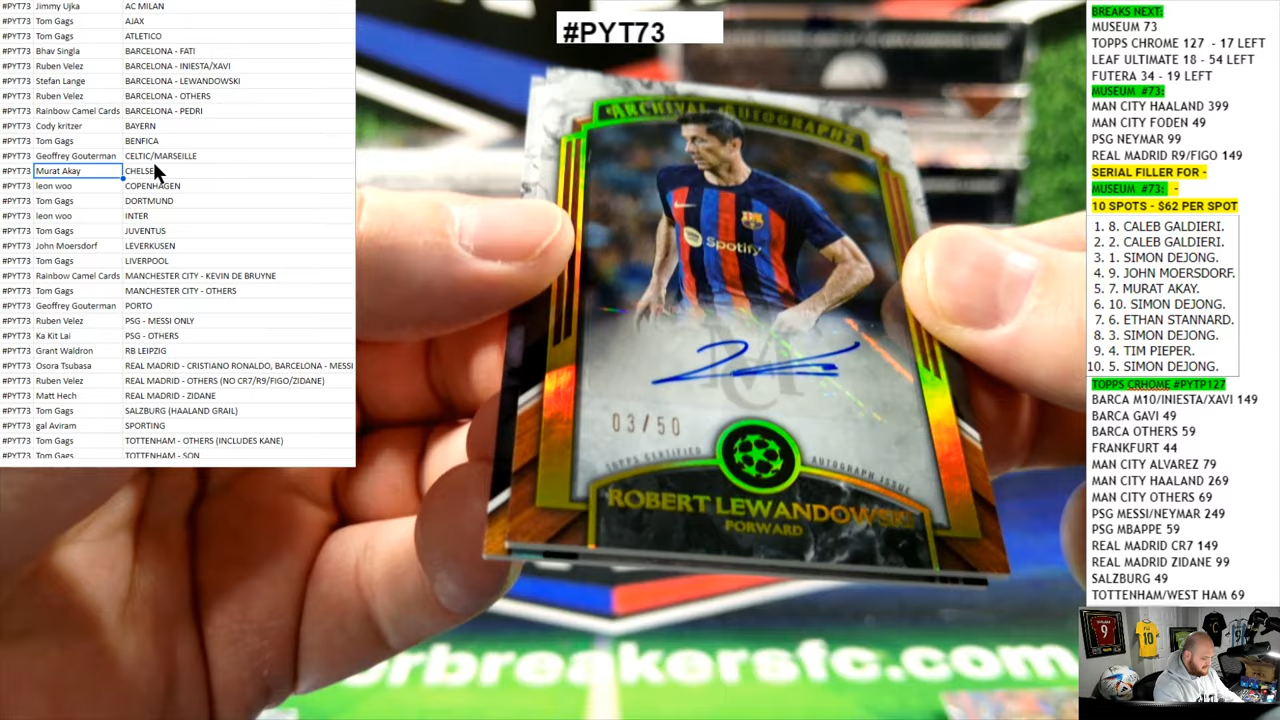 #PYT73 Jimmy Ujka AC MILAN
#PYT73 Tom Gags AJAX
#PYT73 Tom Gags ATLETICO
#PYT73 Bhav Singla BARCELONA - FATI
#PYT73 Ruben Velez BARCELONA - INIESTA/XAVI
#PYT73 Stefan Lange BARCELONA - LEWANDOWSKI
#PYT73 Ruben Velez BARCELONA - OTHERS
#PYT73 Rainbow Camel Cards BARCELONA - PEDRI
#PYT73 Cody kritzer BAYERN
#PYT73 Tom Gags BENFICA
#PYT73 Geoffrey Gouterman CELTIC/MARSEILLE
#PYT73 Murat Akay CHELSE
#PYT73 leon woo COPENHAGEN
#PYT73 Tom Gags DORTMUND
#PYT73 leon woo INTER
#PYT73 Tom Gags JUVENTUS
#PYT73 John Moersdorf LEVERKUSEN
#PYT73 Tom Gags LIVERPOOL
#PYT73 Rainbow Camel Cards MANCHESTER CITY - KEVIN DE BRUYNE
#PYT73 Tom Gags MANCHESTER CITY - OTHERS
#PYT73 Geoffrey Gouterman PORTO
#PYT73 Ruben Velez PSG - MESSI ONLY
#PYT73 Ka Kit Lai PSG - OTHERS
#PYT73 Grant Waldron RB LEIPZIG
#PYT73 Osora Tsubasa REAL MADRID - CRISTIANO RONALDO, BARCELONA - MESSI
#PYT73 Ruben Velez REAL MADRID - OTHERS (NO CR7/R9/FIGO/ZIDANE)
#PYT73 Matt Hech REAL MADRID - ZIDANE
#PYT73 Tom Gags SALZBURG (HAALAND GRAIL)
#PYT73 gal Aviram SPORTING
#PYT73 Tom Gags TOTTENHAM - OTHERS (INCLUDES KANE)
#PYT73 Tom Gags TOTTENHAM - SON
#PYT73
ARCHIVAL AUTOGRAPHS
Spotify
03/50
TOPPS CERTIFIED AUTOGRAPH ISSUE
ROBERT LEWANDOWSKI
FORWARD
kersfc.com
BREAKS NEXT:
MUSEUM 73
TOPPS CHROME 127 - 17 LEFT
LEAF ULTIMATE 18 - 54 LEFT
FUTERA 34 - 19 LEFT
MUSEUM #73:
MAN CITY HAALAND 399
MAN CITY FODEN 49
PSG NEYMAR 99
REAL MADRID R9/FIGO 149
SERIAL FILLER FOR -
MUSEUM #73: -
10 SPOTS - $62 PER SPOT
1. 8. CALEB GALDIERI.
2. 2. CALEB GALDIERI.
3. 1. SIMON DEJONG.
4. 9. JOHN MOERSDORF.
5. 7. MURAT AKAY.
6. 10. SIMON DEJONG.
7. 6. ETHAN STANNARD.
8. 3. SIMON DEJONG.
9. 4. TIM PIEPER.
10. 5. SIMON DEJONG.
TOPPS CRHOME #PYTP127
BARCA M10/INIESTA/XAVI 149
BARCA GAVI 49
BARCA OTHERS 59
FRANKFURT 44
MAN CITY ALVAREZ 79
MAN CITY HAALAND 269
MAN CITY OTHERS 69
PSG MESSI/NEYMAR 249
PSG MBAPPE 59
REAL MADRID CR7 149
REAL MADRID ZIDANE 99
SALZBURG 49
TOTTENHAM/WEST HAM 69
9
10
9